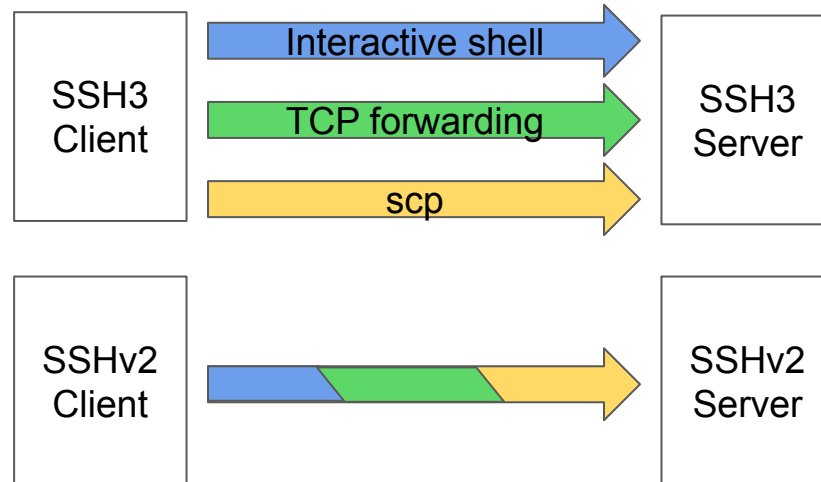 SSH3
Client
Interactive shell
TCP forwarding
scp
SSH3
Server
SSHv2
Client
SSHv2
Server